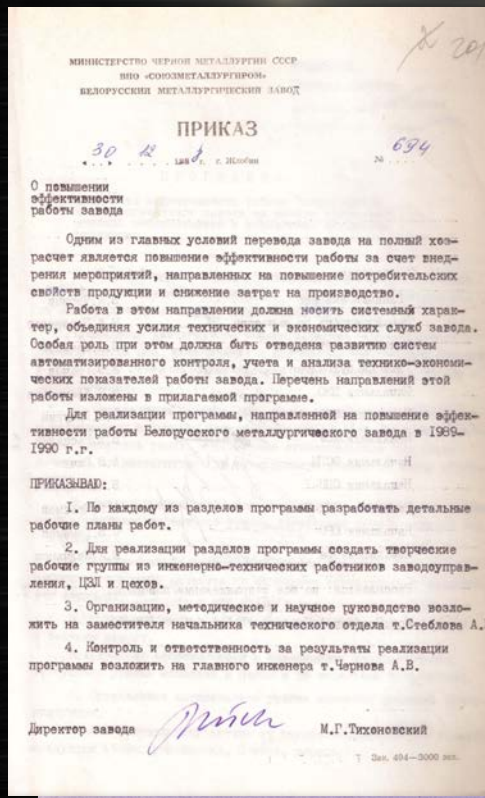 МИНИСТЕРСТВО ЧЕРНОЙ МЕТАЛЛУРГИИ СССР
ВПО «СОЮЗМЕТАЛЛУРГПРОМ»
БЕЛОРУССКИЙ МЕТАЛЛУРГИЧЕСКИЙ ЗАВОД
ПРИКАЗ
30 12 1988 г. г. Жлобин № 694
О повышении
эффективности
работы завода
Одним из главных условий перевода завода на полный хоз-
расчет является повышение эффективности работы за счет внед-
рения мероприятий, направленных на повышение потребительских
свойств продукции и снижение затрат на производство.
Работа в этом направлении должна носить системный харак-
тер, объединяя усилия технических и экономических служб завода.
Особая роль при этом должна быть отведена развитию систем
автоматизированного контроля, учета и анализа технико-экономи-
ческих показателей работы завода. Перечень направлений этой
работы изложены в прилагаемой программе.
Для реализации программы, направленной на повышение эффек-
тивности работы Белорусского металлургического завода в 1989-
1990 г.г.
ПРИКАЗЫВАЮ:
1. По каждому из разделов программы разработать детальные
рабочие планы работ.
2. Для реализации разделов программы создать творческие
рабочие группы из инженерно-технических работников заводоуправ-
ления, ЦЗЛ и цехов.
3. Организацию, методическое и научное руководство возло-
жить на заместителя начальника технического отдела т.Стеблова А.
4. Контроль и ответственность за результаты реализации
программы возложить на главного инженера т.Чернова А.В.
Директор завода М.Г.Тихоновский
Зак. 494—3000 экз.